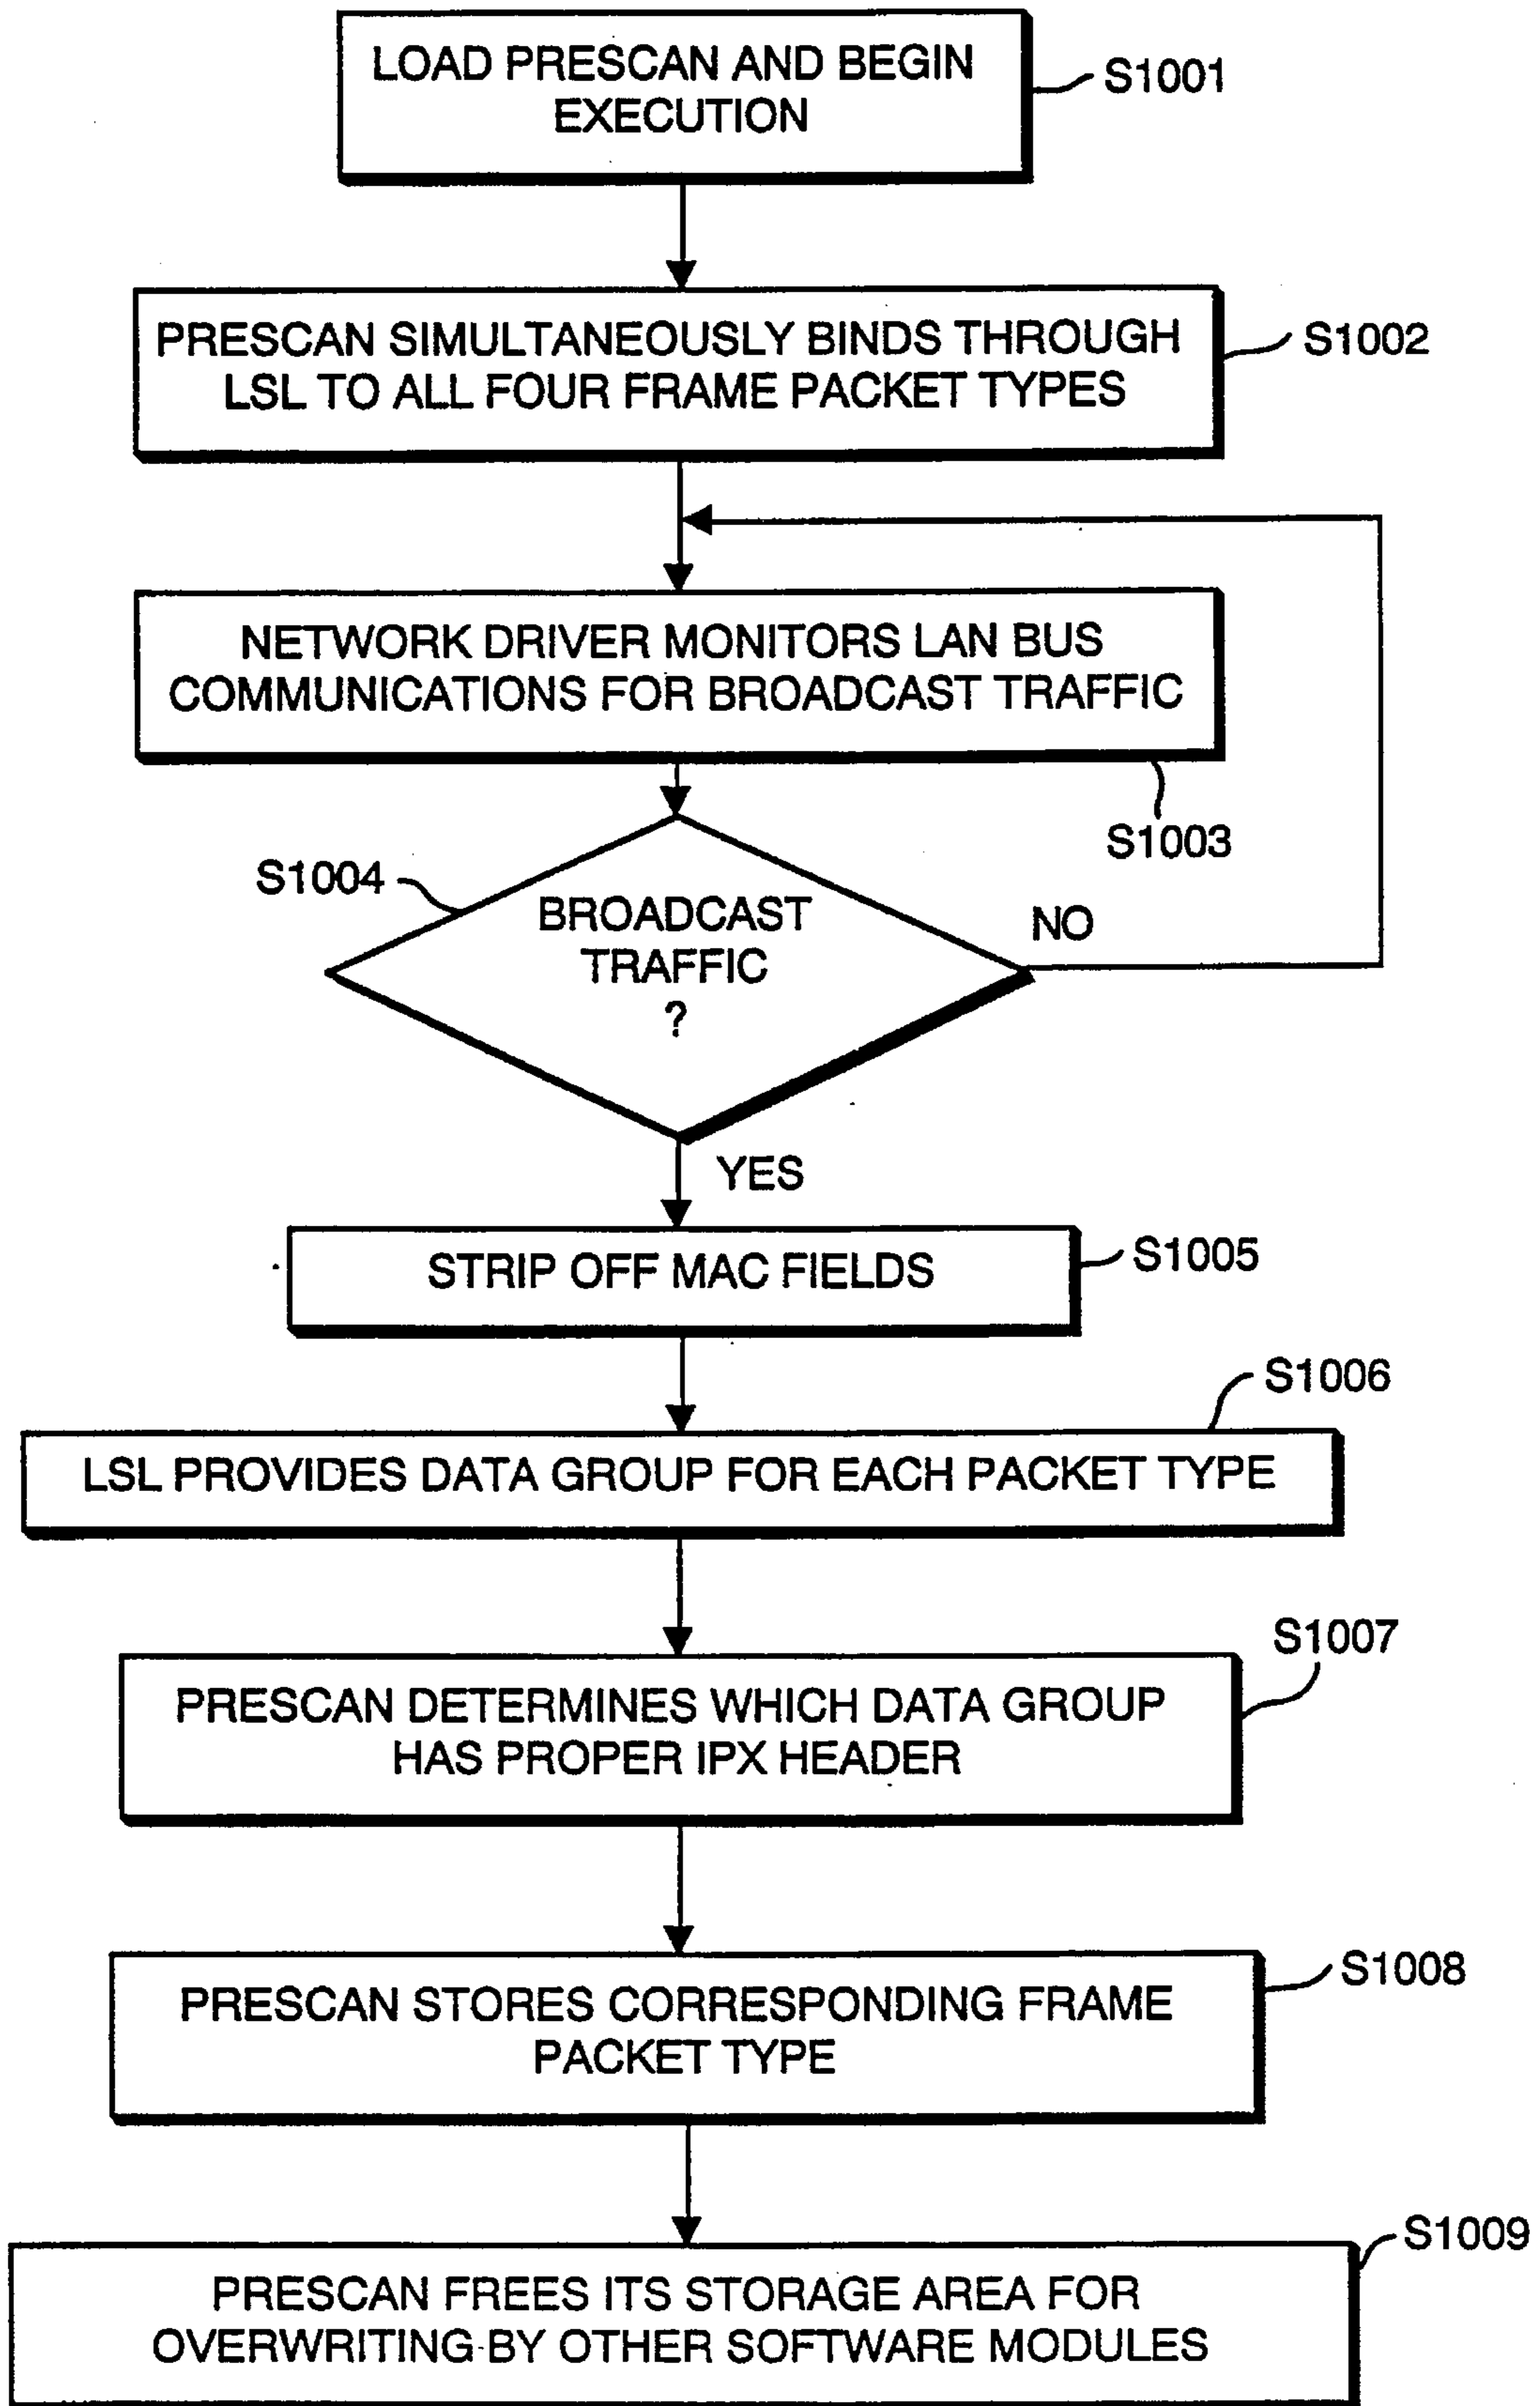 LOAD PRESCAN AND BEGIN
EXECUTION
S1001
PRESCAN SIMULTANEOUSLY BINDS THROUGH
LSL TO ALL FOUR FRAME PACKET TYPES
S1002
NETWORK DRIVER MONITORS LAN BUS
COMMUNICATIONS FOR BROADCAST TRAFFIC
S1003
S1004
BROADCAST
TRAFFIC
?
NO
YES
STRIP OFF MAC FIELDS
S1005
S1006
LSL PROVIDES DATA GROUP FOR EACH PACKET TYPE
S1007
PRESCAN DETERMINES WHICH DATA GROUP
HAS PROPER IPX HEADER
S1008
PRESCAN STORES CORRESPONDING FRAME
PACKET TYPE
S1009
PRESCAN FREES ITS STORAGE AREA FOR
OVERWRITING BY OTHER SOFTWARE MODULES